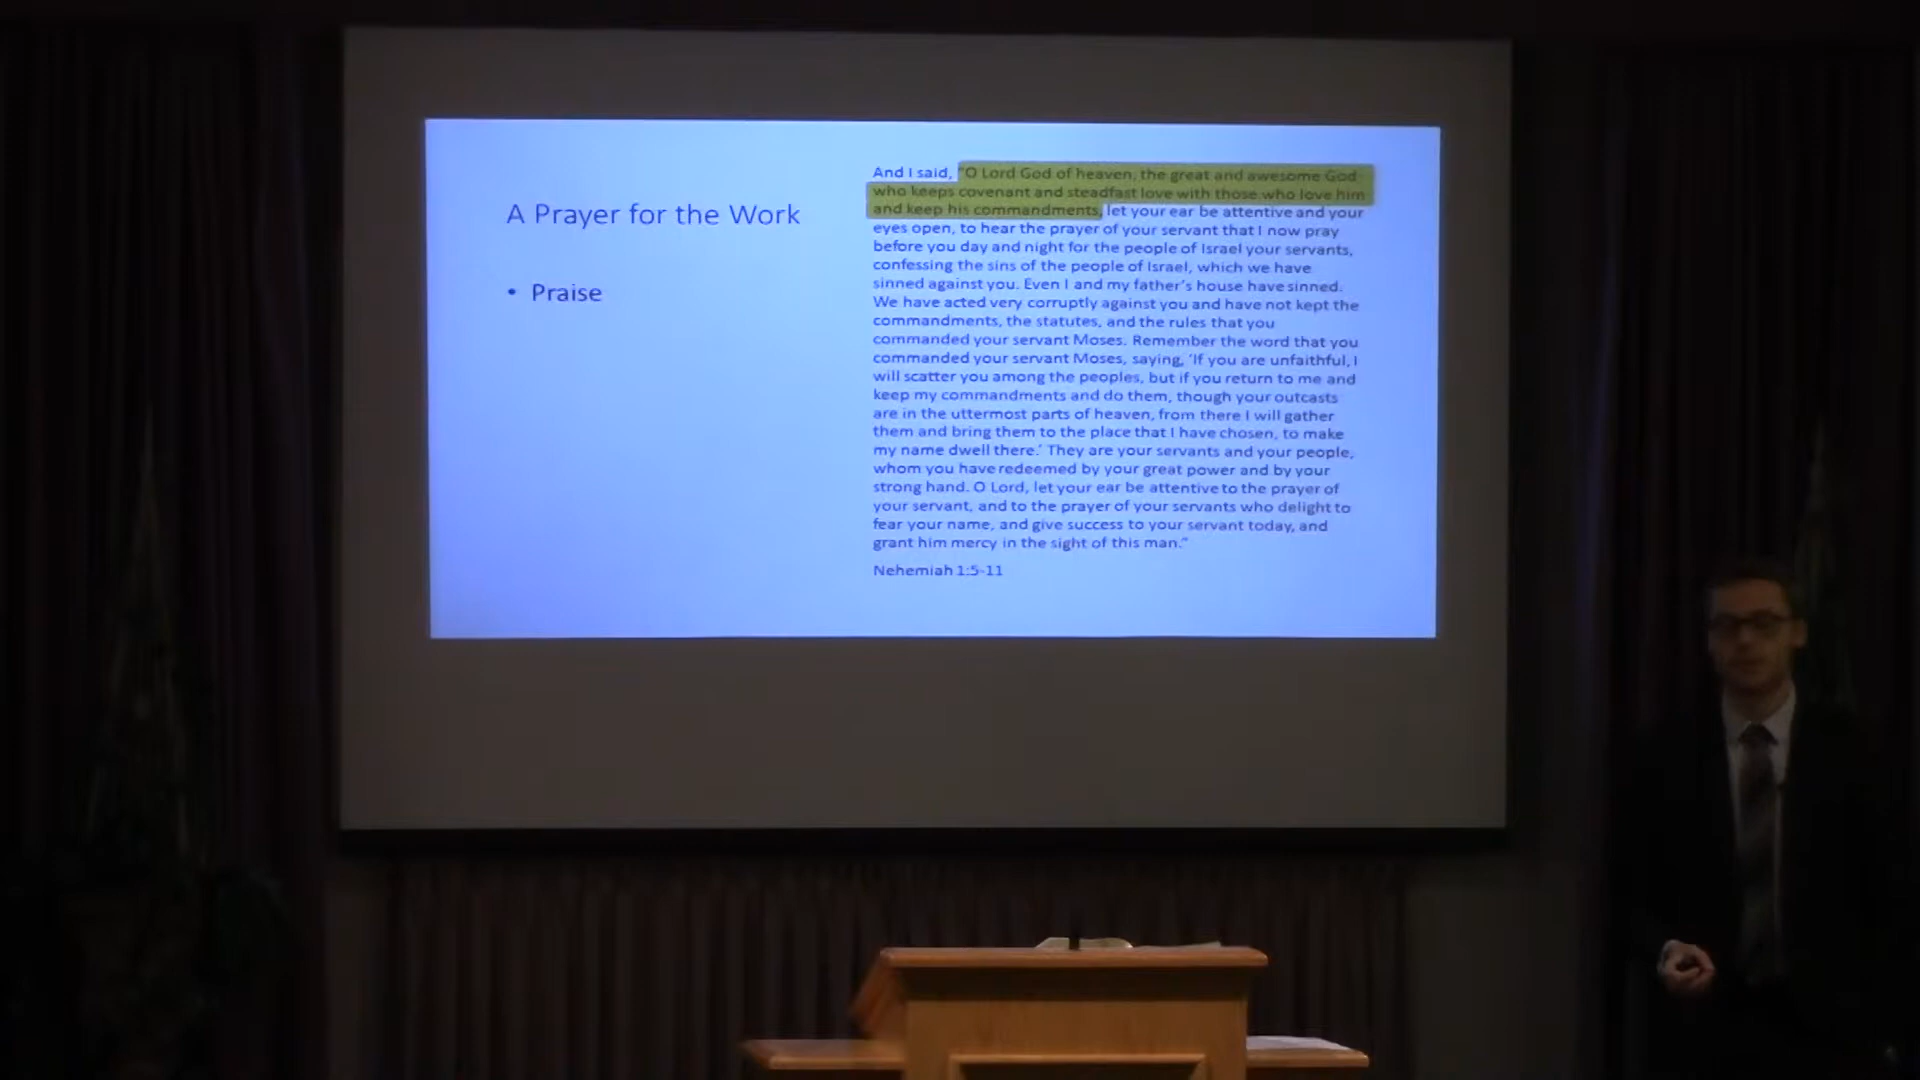 A Prayer for the Work
• Praise
And I said, "O Lord God of heaven, the great and awesome God
who keeps covenant and steadfast love with those who love him
and keep his commandments, let your ear be attentive and your
eyes open, to hear the prayer of your servant that I now pray
before you day and night for the people of Israel your servants,
confessing the sins of the people of Israel, which we have
sinned against you. Even I and my father's house have sinned.
We have acted very corruptly against you and have not kept the
commandments, the statutes, and the rules that you
commanded your servant Moses. Remember the word that you
commanded your servant Moses, saying, 'If you are unfaithful, I
will scatter you among the peoples, but if you return to me and
keep my commandments and do them, though your outcasts
are in the uttermost parts of heaven, from there I will gather
them and bring them to the place that I have chosen, to make
my name dwell there.' They are your servants and your people,
whom you have redeemed by your great power and by your
strong hand. O Lord, let your ear be attentive to the prayer of
your servant, and to the prayer of your servants who delight to
fear your name, and give success to your servant today, and
grant him mercy in the sight of this man."
Nehemiah 1:5-11